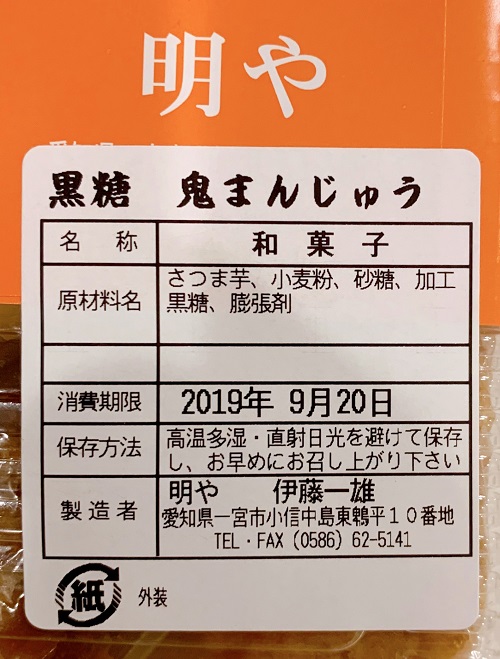 明や
黒糖　鬼まんじゅう
名　称　和菓子
原材料名　さつま芋、小麦粉、砂糖、加工
黒糖、膨張剤
消費期限　2019年 9月20日
保存方法　高温多湿・直射日光を避けて保存
し、お早めにお召し上がり下さい
製造者　明や　伊藤一雄
愛知県一宮市小信中島東鵯平１０番地
TEL・FAX (0586) 62-5141
紙　外装